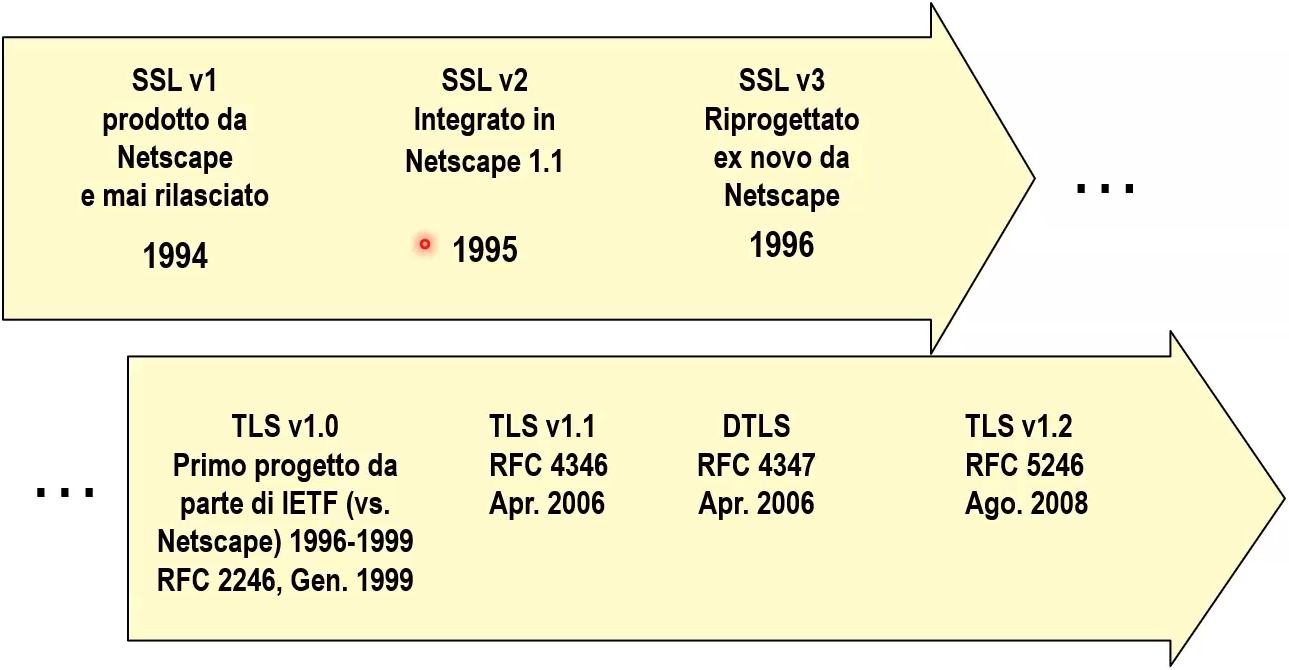 SSL v1
prodotto da
Netscape
e mai rilasciato
1994
SSL v2
Integrato in
Netscape 1.1
1995
SSL v3
Riprogettato
ex novo da
Netscape
1996
...
...
TLS v1.0
Primo progetto da
parte di IETF (vs.
Netscape) 1996-1999
RFC 2246, Gen. 1999
TLS v1.1
RFC 4346
Apr. 2006
DTLS
RFC 4347
Apr. 2006
TLS v1.2
RFC 5246
Ago. 2008